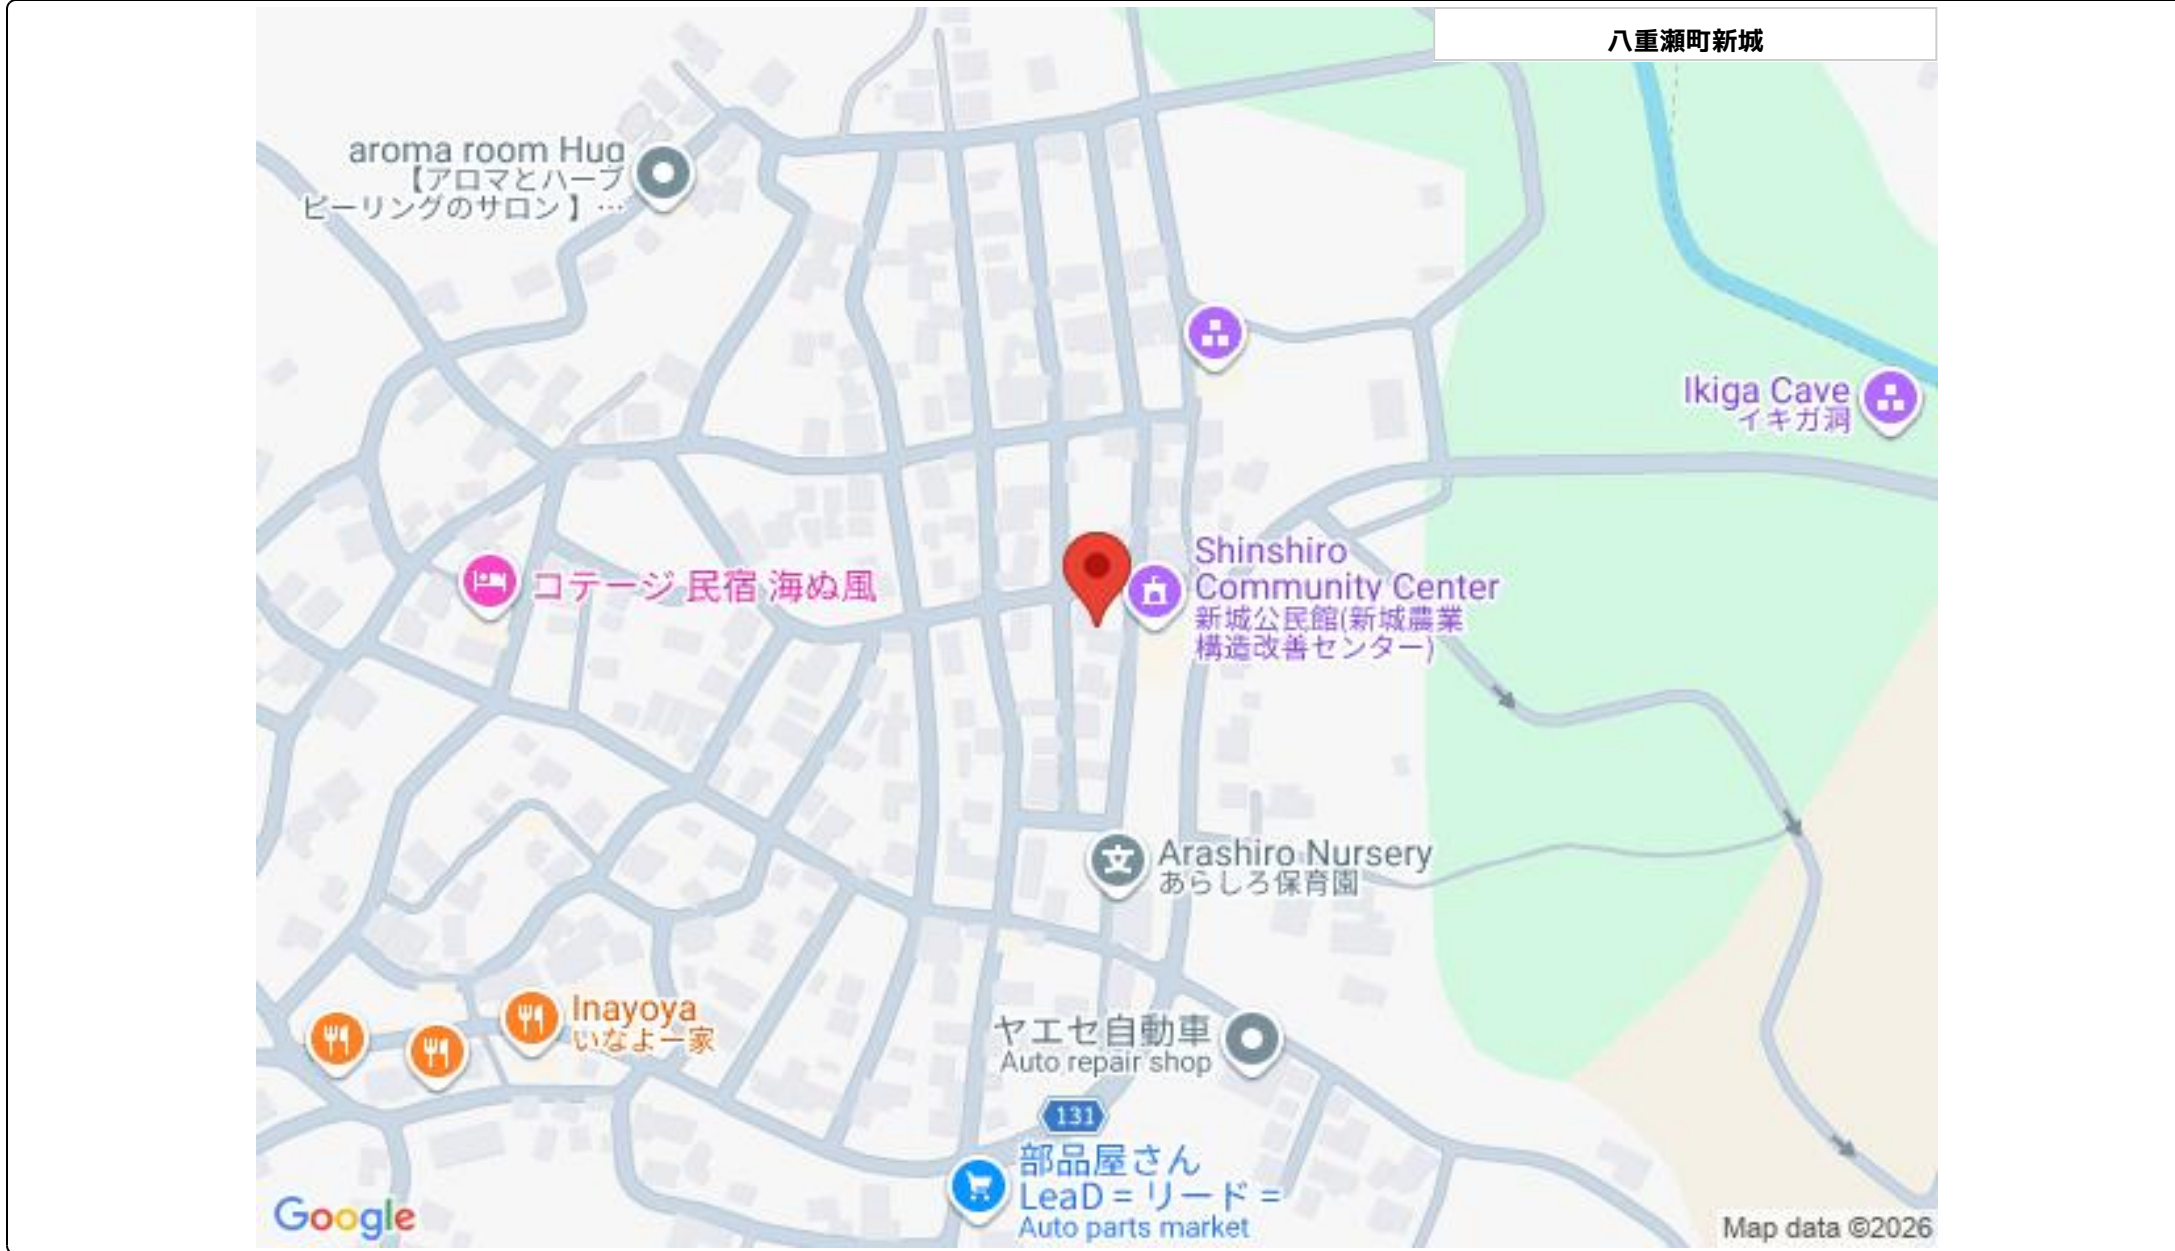 八重瀬町新城
aroma room Hug
【アロマとハーブ
ピーリングのサロン】…
Ikiga Cave
イキガ洞
Shinshiro
Community Center
新城公民館(新城農業
構造改善センター)
コテージ 民宿 海ぬ風
Arashiro Nursery
あらしろ保育園
Inayoya
いなよー家
ヤエセ自動車
Auto repair shop
131
部品屋さん
LeaD = リード =
Auto parts market
Google
Map data ©2026